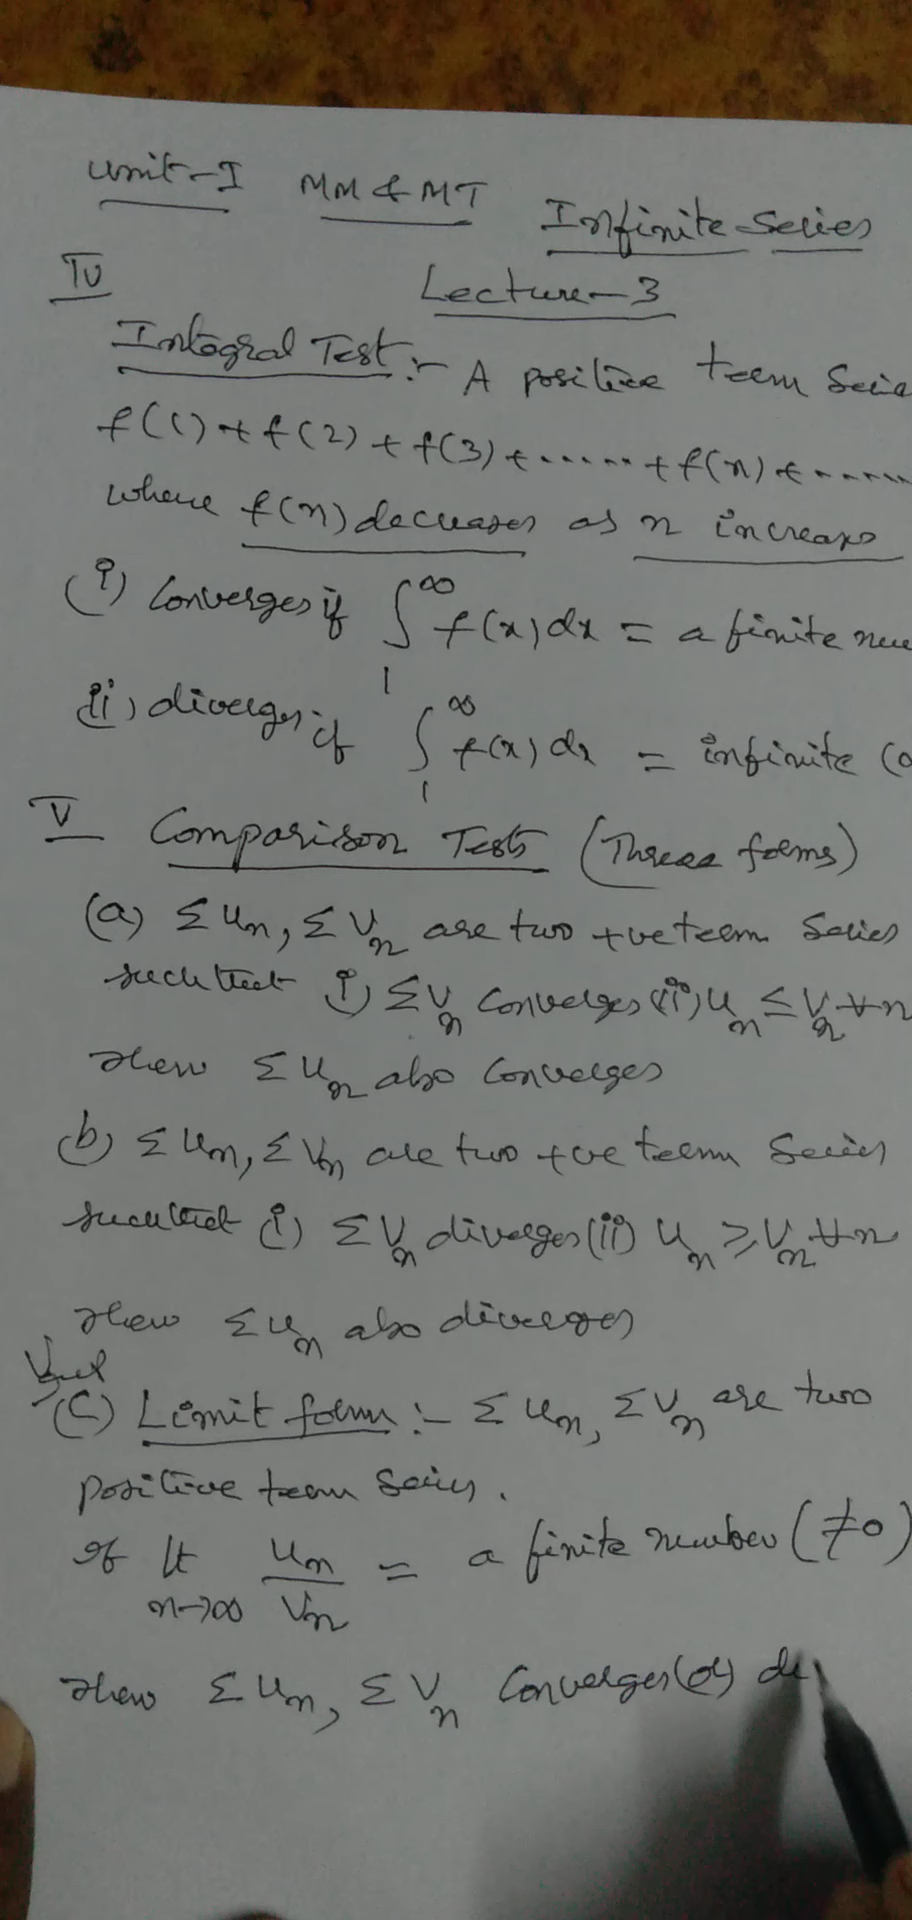 Unit-I MM & MT Infinite Series
IV Lecture-3
Integral Test :- A positive term Serie
f(1) + f(2) + f(3) + ...... + f(n) + ......
where f(n) decreases as n increases
(i) Converges if ∫₁^∞ f(x) dx = a finite nu
(ii) diverges if ∫₁^∞ f(x) dx = infinite (o
V Comparison Tests (Three forms)
(a) Σ Un, Σ Vn are two +ve term Series
such that (i) Σ Vn Converges (ii) Un ≤ Vn ∀ n
then Σ Un also Converges
(b) Σ Un, Σ Vn are two +ve term Series
such that (i) Σ Vn diverges (ii) Un ≥ Vn ∀ n
then Σ Un also diverges
(C) Limit form :- Σ Un, Σ Vn are two
positive term Series.
If lt n→∞ Un/Vn = a finite number (≠0)
then Σ Un, Σ Vn Converges (or) di